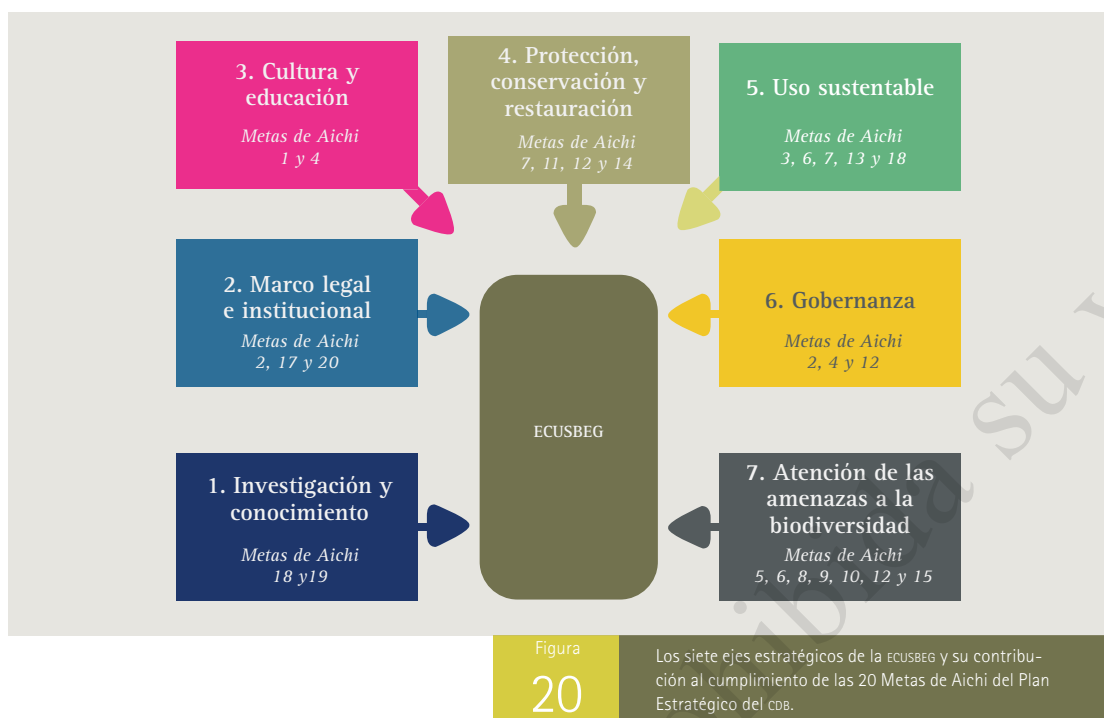 3. Cultura y
educación
Metas de Aichi
1 y 4
4. Protección,
conservación y
restauración
Metas de Aichi
7, 11, 12 y 14
5. Uso sustentable
Metas de Aichi
3, 6, 7, 13 y 18
2. Marco legal
e institucional
Metas de Aichi
2, 17 y 20
6. Gobernanza
Metas de Aichi
2, 4 y 12
ECUSBEG
1. Investigación y
conocimiento
Metas de Aichi
18 y19
7. Atención de las
amenazas a la
biodiversidad
Metas de Aichi
5, 6, 8, 9, 10, 12 y 15
Figura
20
Los siete ejes estratégicos de la ECUSBEG y su contribu-
ción al cumplimiento de las 20 Metas de Aichi del Plan
Estratégico del CDB.
su